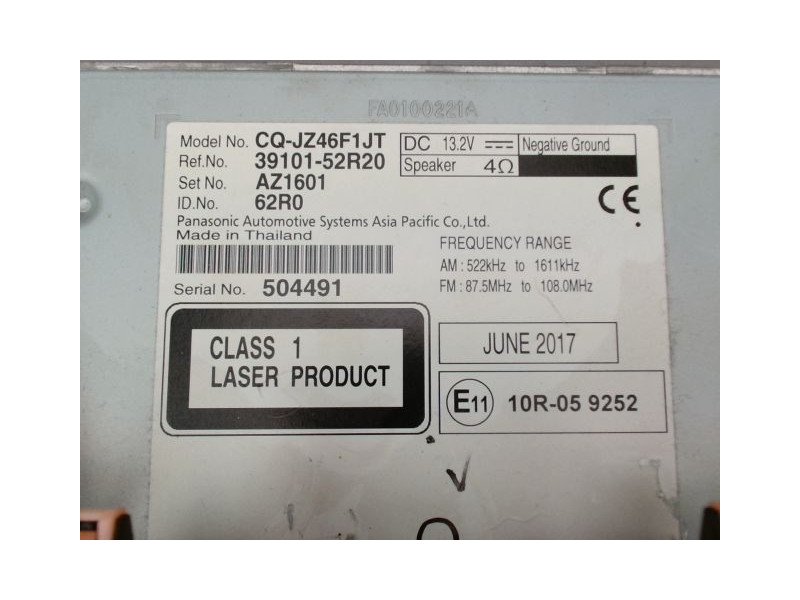 FA0100221A
Model No. CQ-JZ46F1JT
Ref.No. 39101-52R20
Set No. AZ1601
ID.No. 62R0
DC 13.2V Negative Ground
Speaker 4Ω
CE
Panasonic Automotive Systems Asia Pacific Co.,Ltd.
Made in Thailand
Serial No. 504491
FREQUENCY RANGE
AM : 522kHz to 1611kHz
FM : 87.5MHz to 108.0MHz
CLASS 1
LASER PRODUCT
JUNE 2017
E11 10R-05 9252